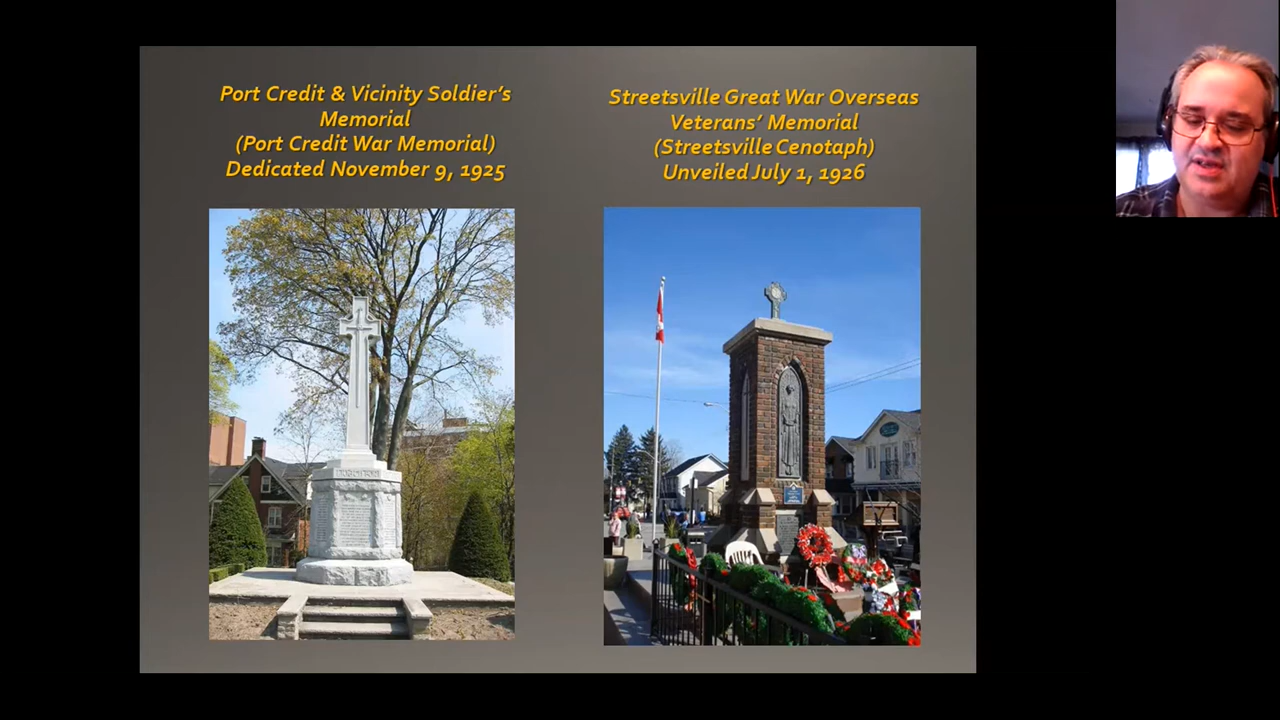 Port Credit & Vicinity Soldier's
Memorial
(Port Credit War Memorial)
Dedicated November 9, 1925
Streetsville Great War Overseas
Veterans' Memorial
(Streetsville Cenotaph)
Unveiled July 1, 1926